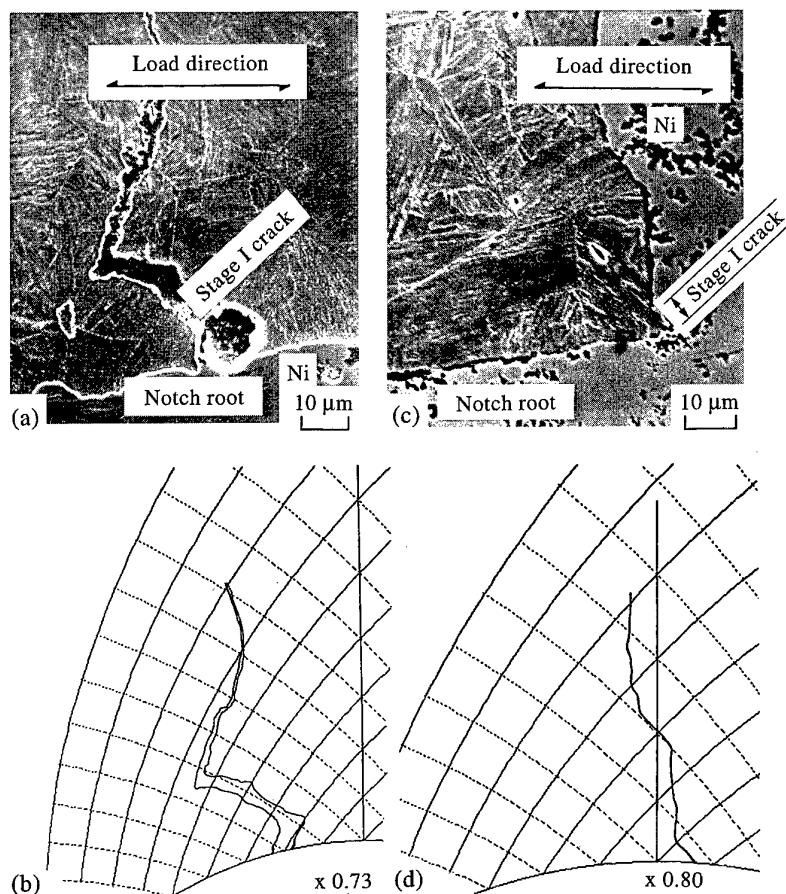 Load direction
Stage I crack
Ni
Notch root
(a)
10 µm
Load direction
Ni
Stage I crack
Notch root
(c)
10 µm
(b)
x 0.73
(d)
x 0.80